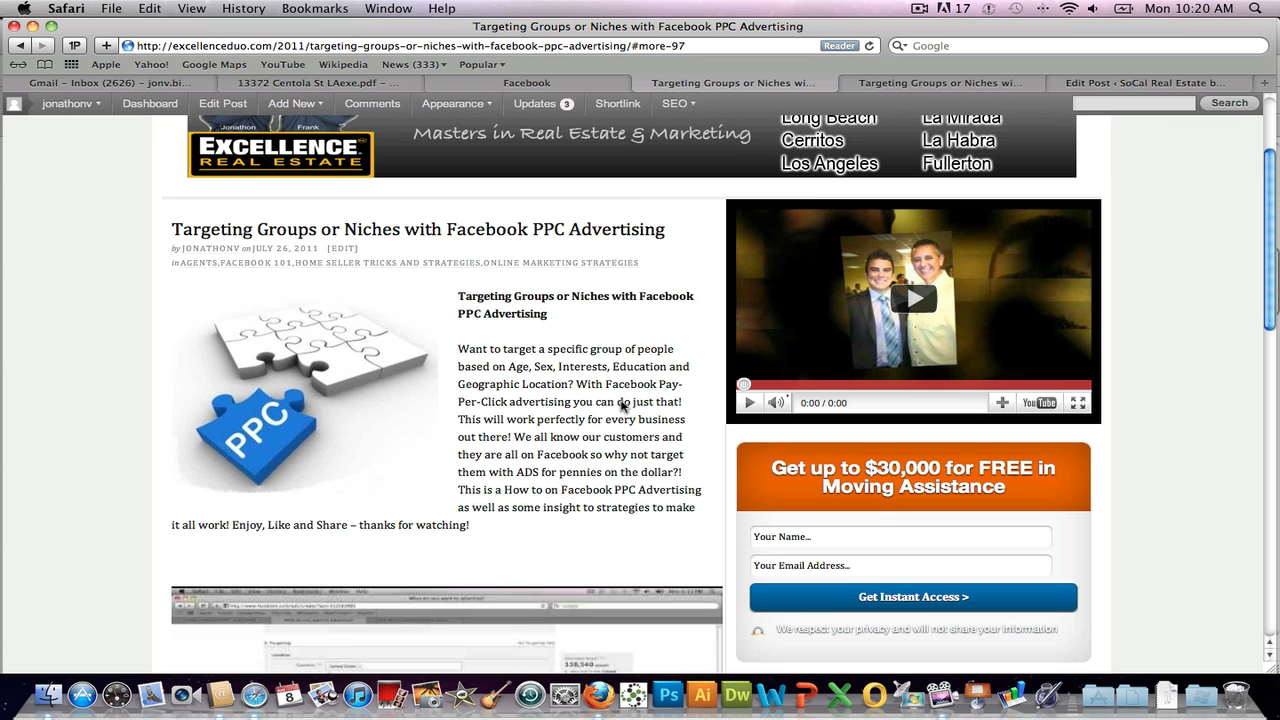 Safari File Edit View History Bookmarks Window Help 17 Mon 10:20 AM
Targeting Groups or Niches with Facebook PPC Advertising
1P http://excellenceduo.com/2011/targeting-groups-or-niches-with-facebook-ppc-advertising/#more-97 Reader Google
Apple Yahoo! Google Maps YouTube Wikipedia News (333) Popular
Gmail – Inbox (2626) – jonv.bi... 13372 Centola St LAexe.pdf – ... Facebook Targeting Groups or Niches wi... Targeting Groups or Niches wi... Edit Post ‹ SoCal Real Estate b...
jonathonv Dashboard Edit Post Add New Comments Appearance Updates 3 Shortlink SEO Search
Jonathon Frank
EXCELLENCE
REAL ESTATE
Masters in Real Estate & Marketing
Long Beach La Mirada
Cerritos La Habra
Los Angeles Fullerton
Targeting Groups or Niches with Facebook PPC Advertising
by JONATHONV on JULY 26, 2011 [EDIT]
in AGENTS,FACEBOOK 101,HOME SELLER TRICKS AND STRATEGIES,ONLINE MARKETING STRATEGIES
PPC
Targeting Groups or Niches with Facebook
PPC Advertising
Want to target a specific group of people
based on Age, Sex, Interests, Education and
Geographic Location? With Facebook Pay-
Per-Click advertising you can do just that!
This will work perfectly for every business
out there! We all know our customers and
they are all on Facebook so why not target
them with ADS for pennies on the dollar?!
This is a How to on Facebook PPC Advertising
as well as some insight to strategies to make
it all work! Enjoy, Like and Share – thanks for watching!
0:00 / 0:00 YouTube
Get up to $30,000 for FREE in
Moving Assistance
Your Name...
Your Email Address...
Get Instant Access >
We respect your privacy and will not share your information
138,540
8
Ps Ai Dw W P X O